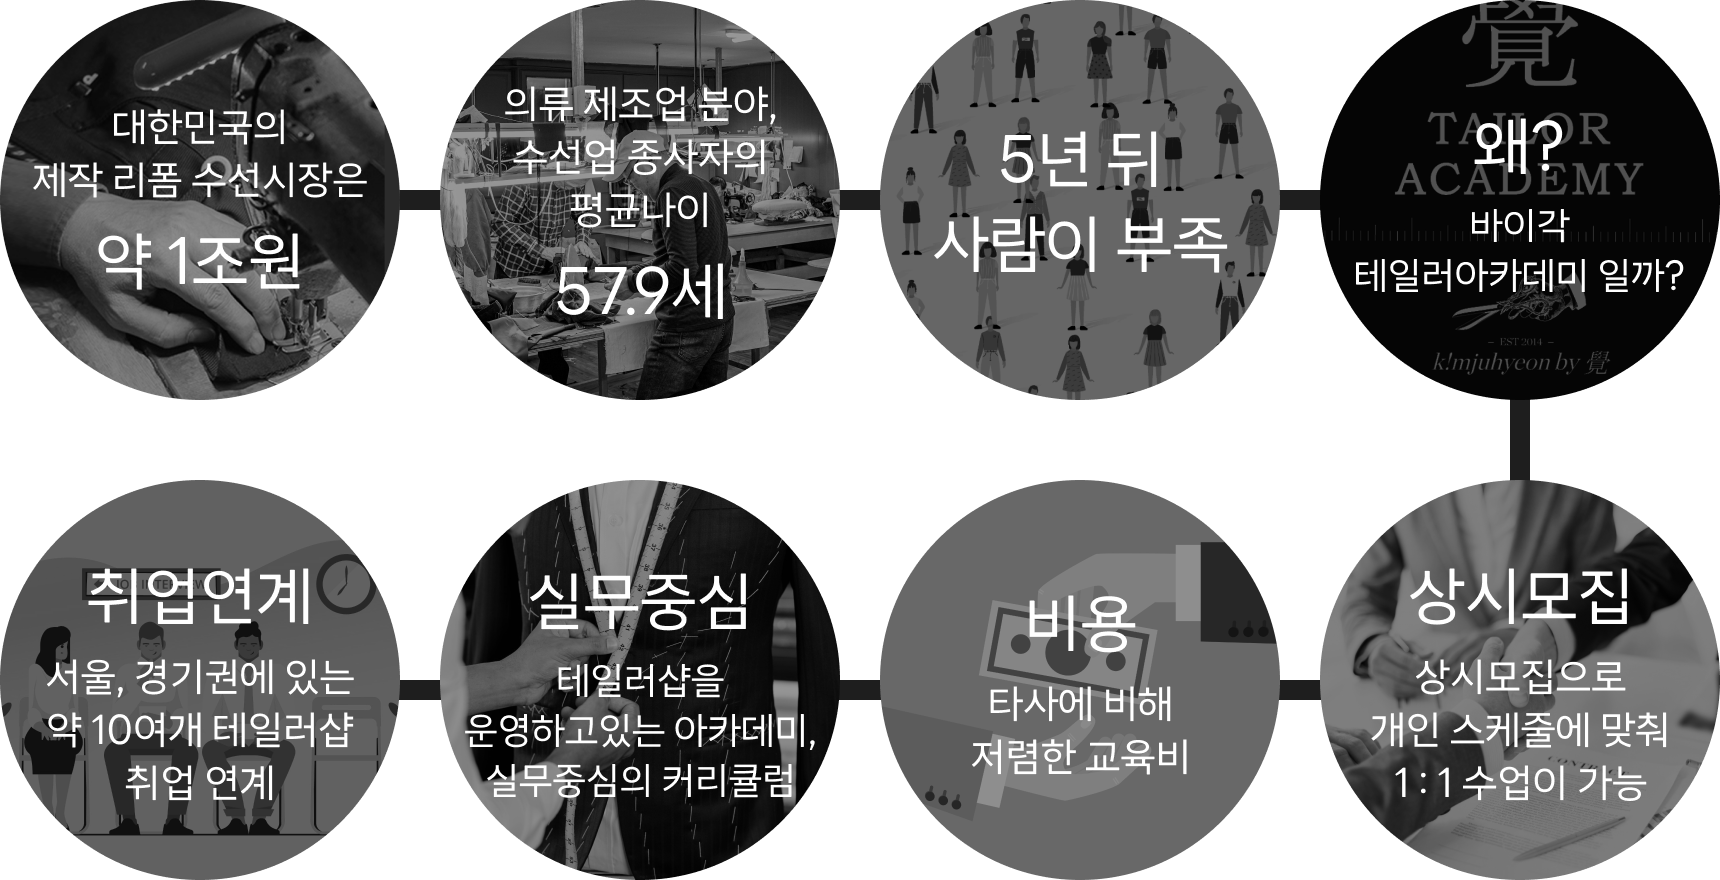 대한민국의
제작 리폼 수선시장은
약 1조원
의류 제조업 분야,
수선업 종사자의
평균나이
57.9세
5년 뒤
사람이 부족
覺
TAILOR
ACADEMY
왜?
바이각
테일러아카데미 일까?
– EST 2014 –
k!mjuhyeon by 覺
상시모집
상시모집으로
개인 스케줄에 맞춰
1 : 1 수업이 가능
비용
타사에 비해
저렴한 교육비
실무중심
테일러샵을
운영하고있는 아카데미,
실무중심의 커리큘럼
JOB INTERVIEW
취업연계
서울, 경기권에 있는
약 10여개 테일러샵
취업 연계